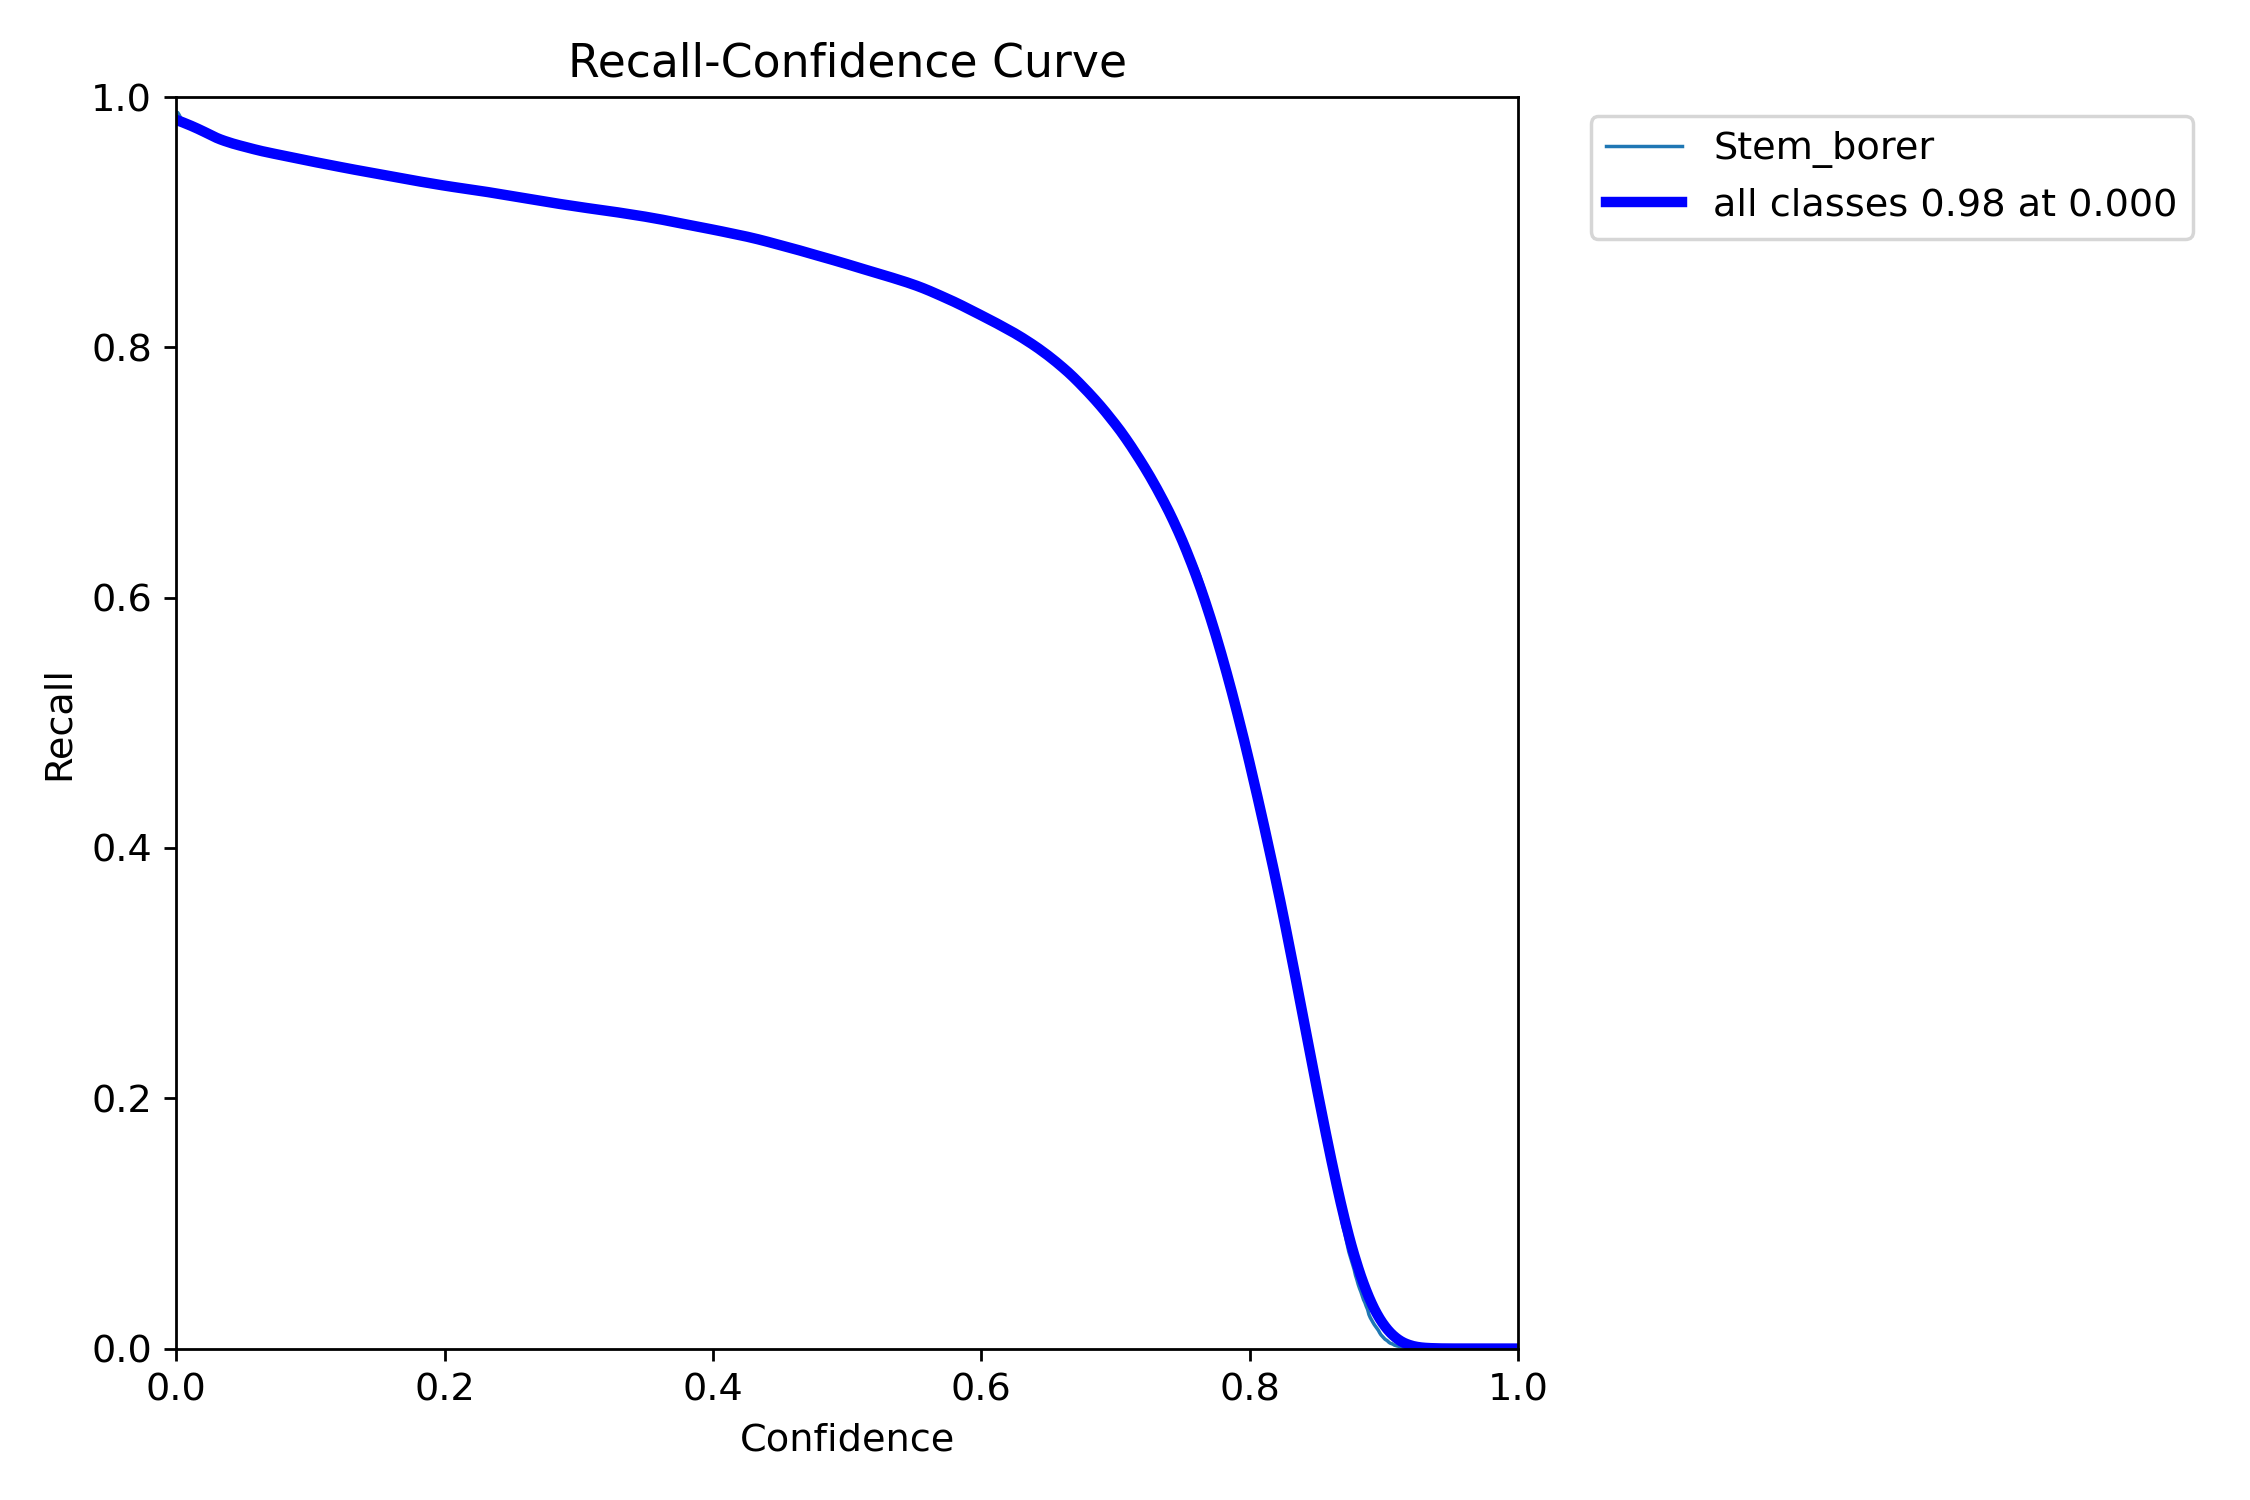 Recall-Confidence Curve
1.0
0.8
0.6
0.4
0.2
0.0
Recall
0.0 0.2 0.4 0.6 0.8 1.0
Confidence
Stem_borer
all classes 0.98 at 0.000